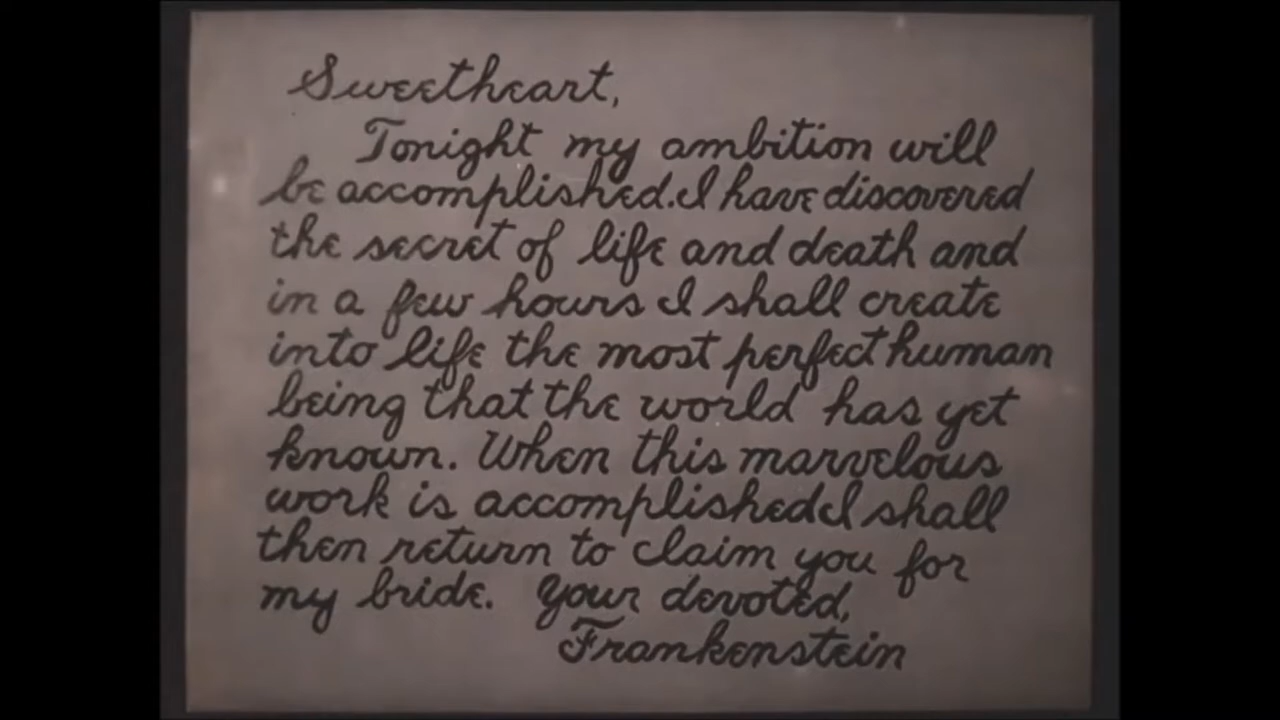 Sweetheart,
Tonight my ambition will
be accomplished. I have discovered
the secret of life and death and
in a few hours I shall create
into life the most perfect human
being that the world has yet
known. When this marvelous
work is accomplished I shall
then return to claim you for
my bride. Your devoted,
Frankenstein